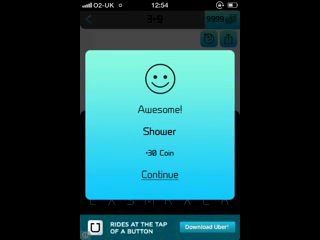 O2-UK 12:54
3-9
9999
Awesome!
Shower
+30 Coin
Continue
RIDES AT THE TAP
OF A BUTTON
Download Uber!